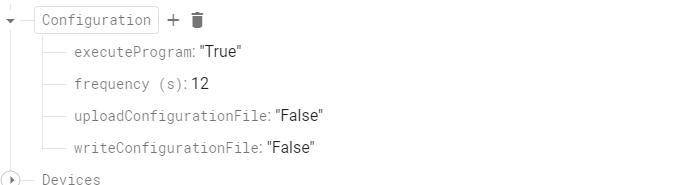 Configuration
executeProgram: "True"
frequency (s): 12
uploadConfigurationFile: "False"
writeConfigurationFile: "False"
Devices